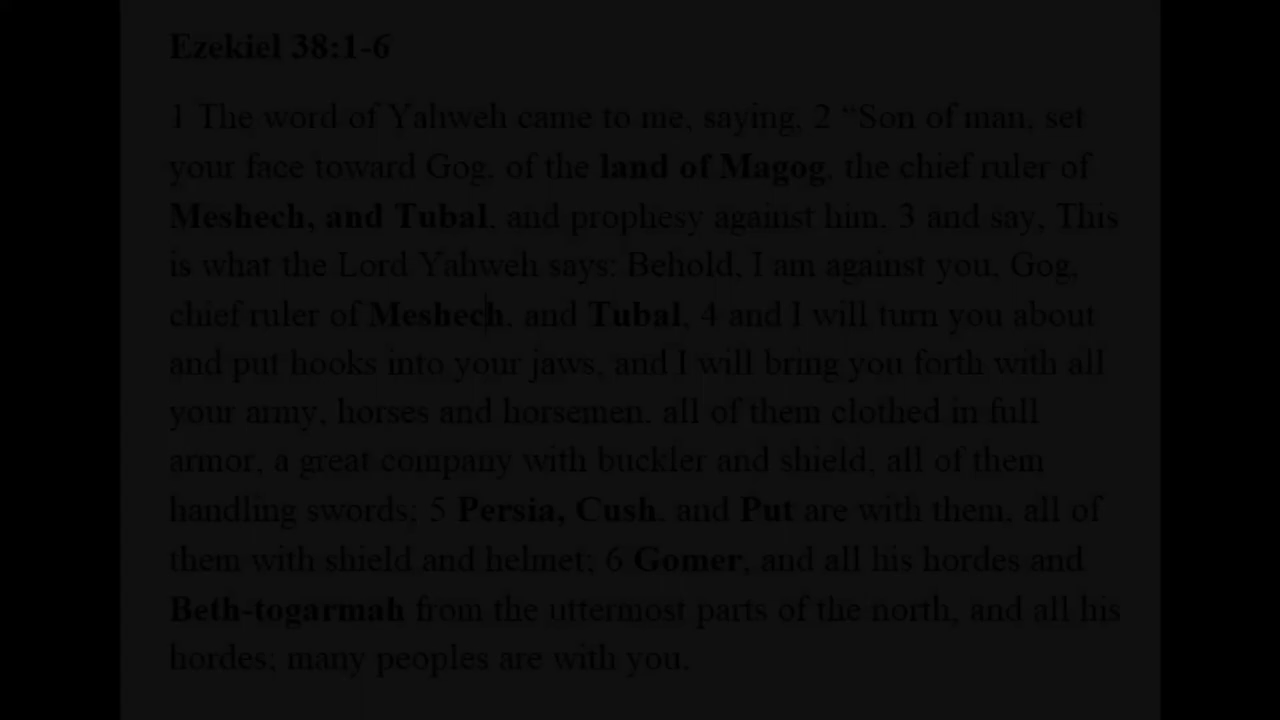 Ezekiel 38:1-6
1 The word of Yahweh came to me, saying, 2 “Son of man, set
your face toward Gog, of the land of Magog, the chief ruler of
Meshech, and Tubal, and prophesy against him, 3 and say, This
is what the Lord Yahweh says: Behold, I am against you, Gog,
chief ruler of Meshech, and Tubal, 4 and I will turn you about
and put hooks into your jaws, and I will bring you forth with all
your army, horses and horsemen, all of them clothed in full
armor, a great company with buckler and shield, all of them
handling swords; 5 Persia, Cush, and Put are with them, all of
them with shield and helmet; 6 Gomer, and all his hordes and
Beth-togarmah from the uttermost parts of the north, and all his
hordes; many peoples are with you.